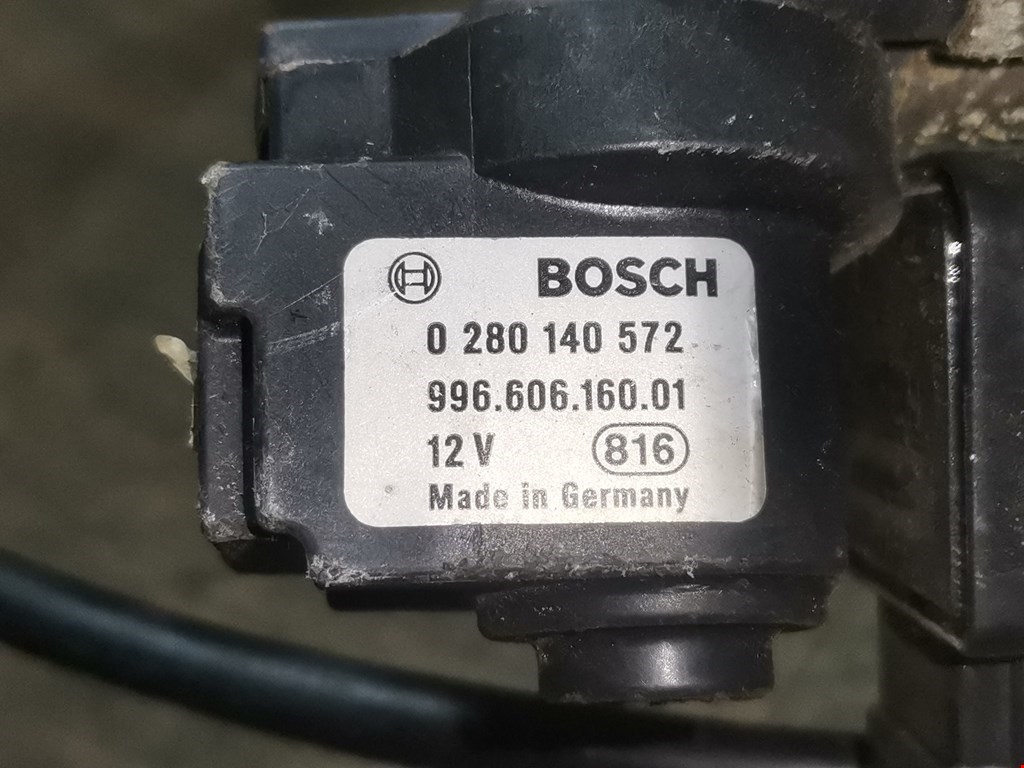 BOSCH
0 280 140 572
996.606.160.01
12 V 816
Made in Germany